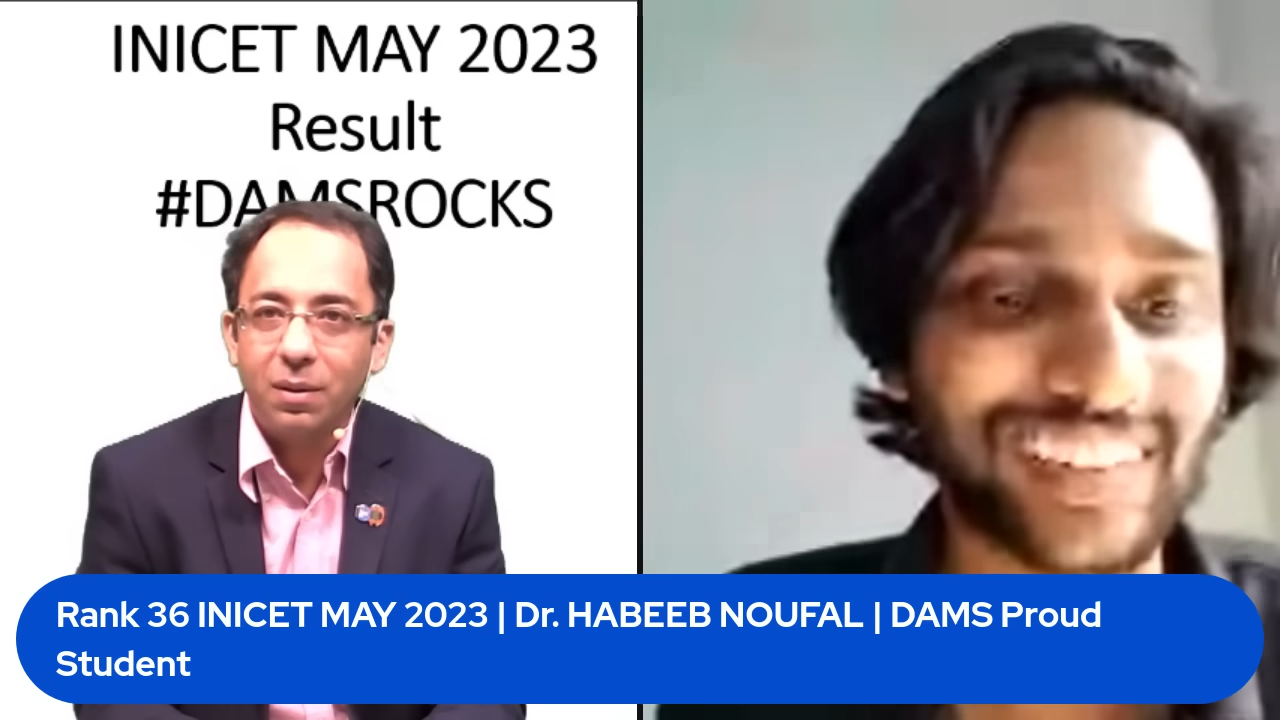 INICET MAY 2023
Result
#DAMSROCKS
Rank 36 INICET MAY 2023 | Dr. HABEEB NOUFAL | DAMS Proud
Student